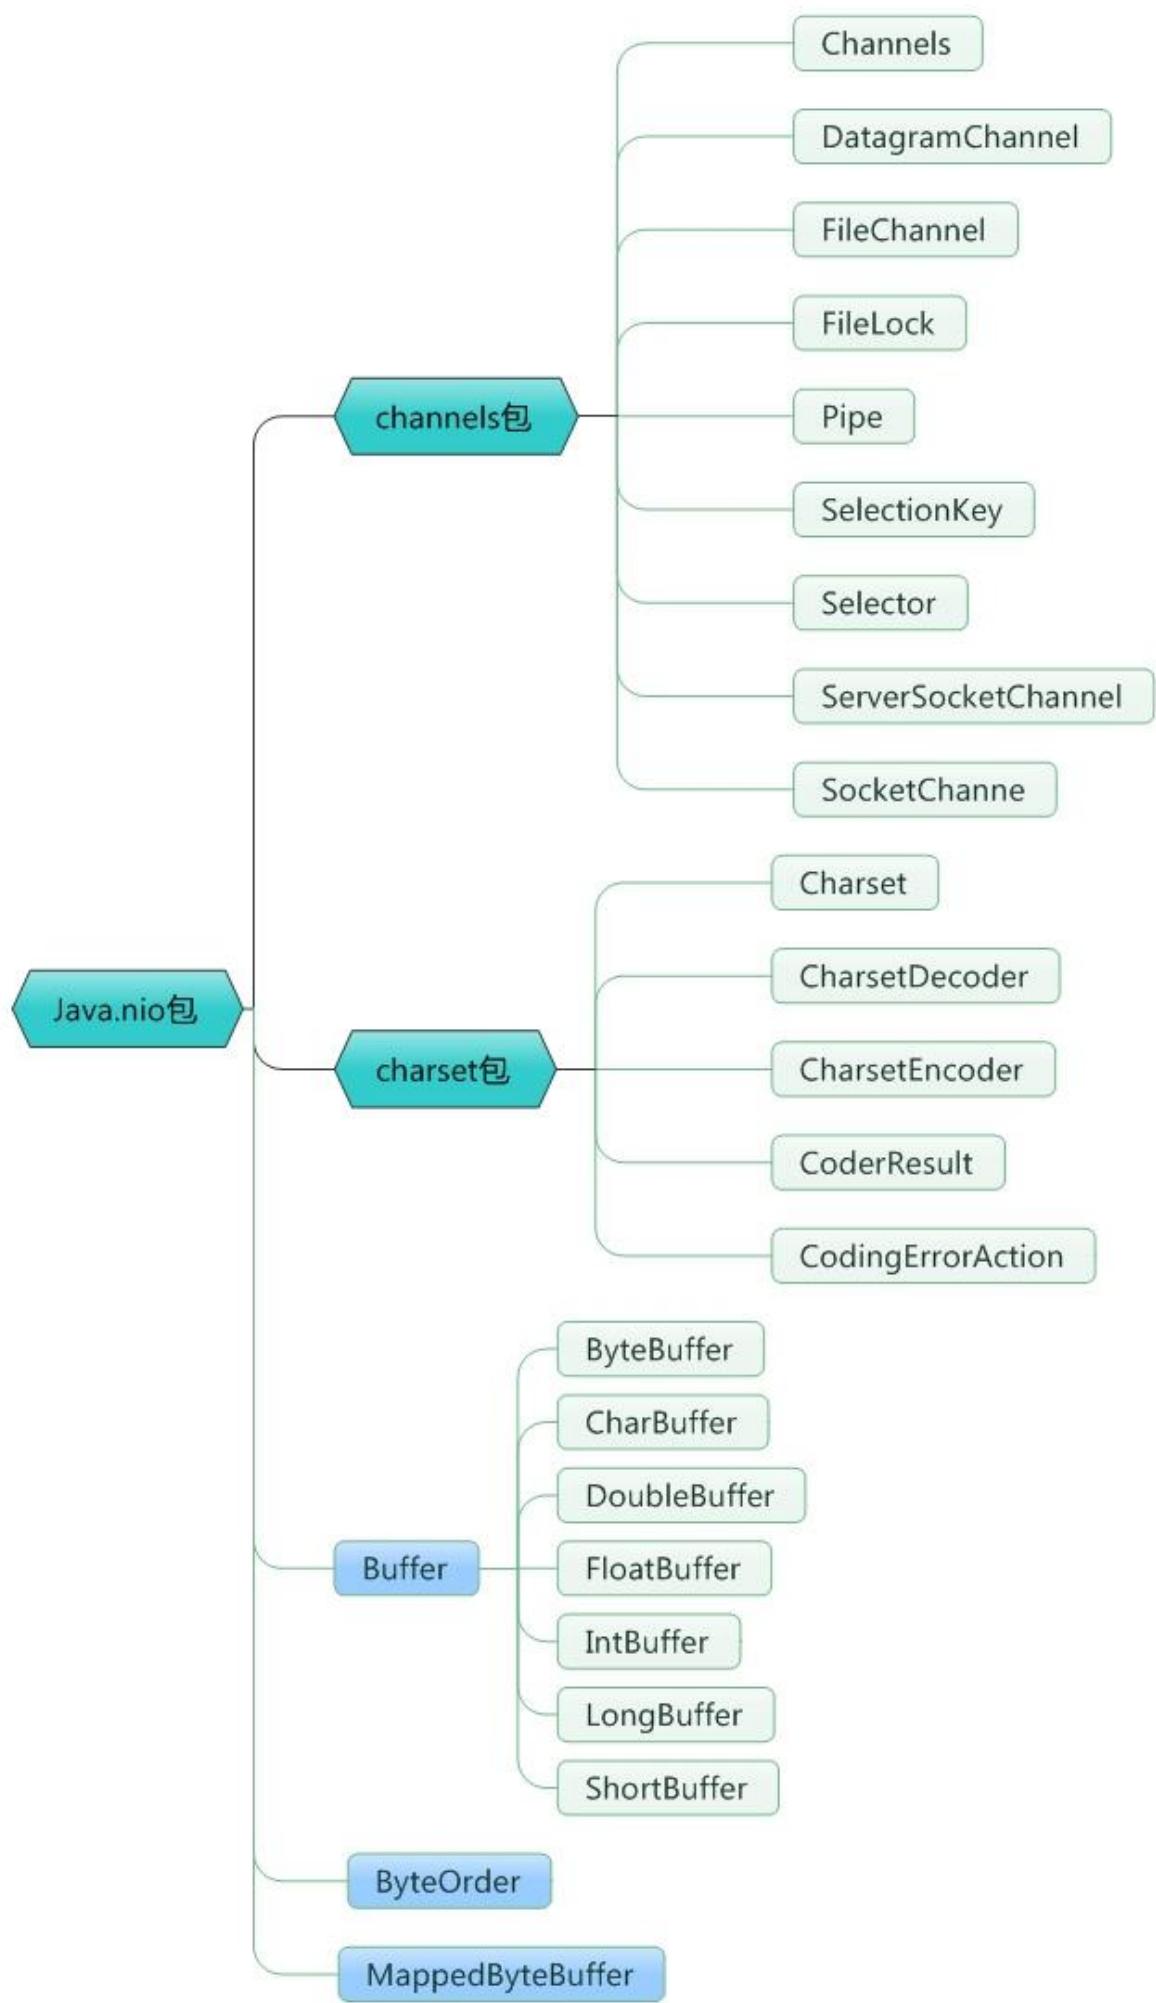 Channels
DatagramChannel
FileChannel
FileLock
channels包
Pipe
SelectionKey
Selector
ServerSocketChannel
SocketChanne
Charset
CharsetDecoder
Java.nio包
charset包
CharsetEncoder
CoderResult
CodingErrorAction
ByteBuffer
CharBuffer
DoubleBuffer
Buffer
FloatBuffer
IntBuffer
LongBuffer
ShortBuffer
ByteOrder
MappedByteBuffer